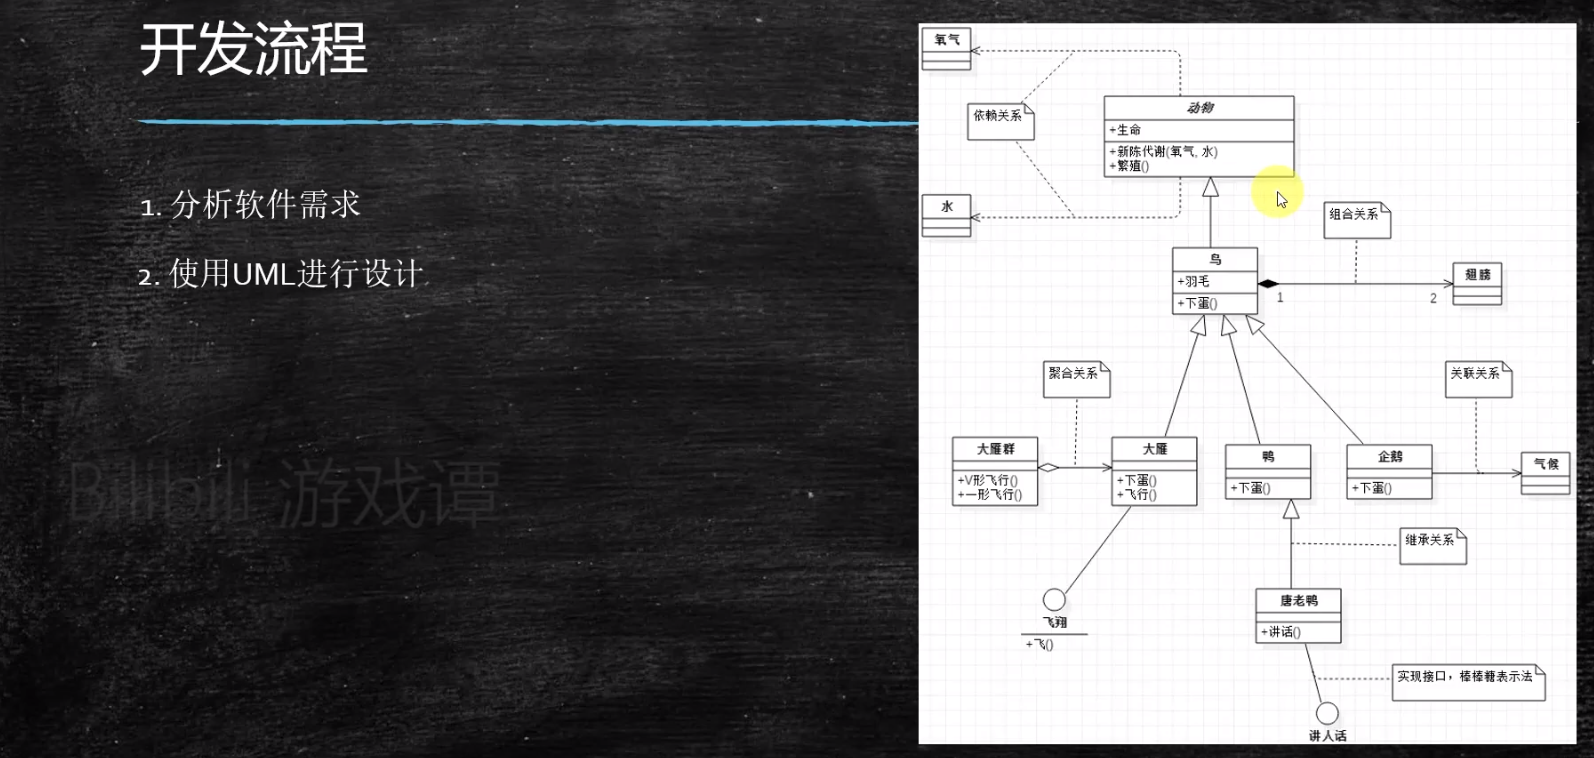 开发流程
1. 分析软件需求
2. 使用UML进行设计
Bilibili 游戏谭
氧气
依赖关系
动物
+生命
+新陈代谢(氧气, 水)
+繁殖()
水
组合关系
鸟
+羽毛
+下蛋()
1
2
翅膀
聚合关系
关联关系
大雁群
+V形飞行()
+一形飞行()
大雁
+下蛋()
+飞行()
鸭
+下蛋()
企鹅
+下蛋()
气候
继承关系
飞翔
+飞()
唐老鸭
+讲话()
实现接口，棒棒糖表示法
讲人话